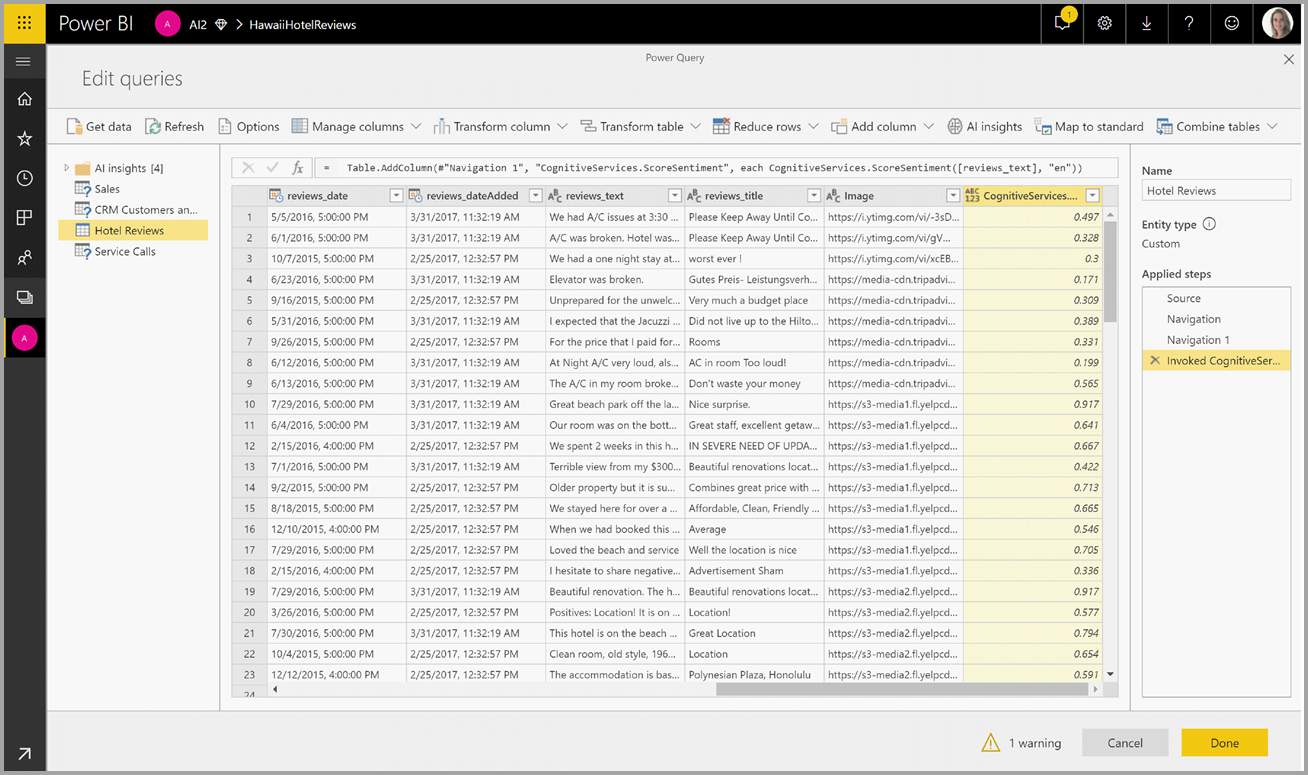 Power BI A AI2 > HawaiiHotelReviews 1 ?
Power Query
Edit queries
Get data Refresh Options Manage columns Transform column Transform table Reduce rows Add column AI insights Map to standard Combine tables
AI insights [4]
Sales
CRM Customers an...
Hotel Reviews
Service Calls
A
fx = Table.AddColumn(#"Navigation 1", "CognitiveServices.ScoreSentiment", each CognitiveServices.ScoreSentiment([reviews_text], "en"))
reviews_date reviews_dateAdded ABC reviews_text ABC reviews_title ABC Image ABC 123 CognitiveServices....
1 5/5/2016, 5:00:00 PM 3/31/2017, 11:32:19 AM We had A/C issues at 3:30 ... Please Keep Away Until Co... https://i.ytimg.com/vi/-3sD... 0.497
2 6/1/2016, 5:00:00 PM 3/31/2017, 11:32:19 AM A/C was broken. Hotel was... Please Keep Away Until Co... https://i.ytimg.com/vi/gV... 0.328
3 10/7/2015, 5:00:00 PM 2/25/2017, 12:32:57 PM We had a one night stay at... worst ever ! https://i.ytimg.com/vi/xcEB... 0.3
4 6/23/2016, 5:00:00 PM 3/31/2017, 11:32:19 AM Elevator was broken. Gutes Preis- Leistungsverh... https://media-cdn.tripadvi... 0.171
5 9/16/2015, 5:00:00 PM 2/25/2017, 12:32:57 PM Unprepared for the unwelc... Very much a budget place https://media-cdn.tripadvi... 0.309
6 5/31/2016, 5:00:00 PM 3/31/2017, 11:32:19 AM I expected that the Jacuzzi ... Did not live up to the Hilto... https://media-cdn.tripadvi... 0.389
7 9/26/2015, 5:00:00 PM 2/25/2017, 12:32:57 PM For the price that I paid for... Rooms https://media-cdn.tripadvi... 0.331
8 6/12/2016, 5:00:00 PM 3/31/2017, 11:32:19 AM At Night A/C very loud, als... AC in room Too loud! https://media-cdn.tripadvi... 0.199
9 6/13/2016, 5:00:00 PM 3/31/2017, 11:32:19 AM The A/C in my room broke... Don't waste your money https://media-cdn.tripadvi... 0.565
10 7/29/2016, 5:00:00 PM 3/31/2017, 11:32:19 AM Great beach park off the la... Nice surprise. https://s3-media1.fl.yelpcd... 0.917
11 6/4/2016, 5:00:00 PM 3/31/2017, 11:32:19 AM Our room was on the bott... Great staff, excellent getaw... https://s3-media1.fl.yelpcd... 0.641
12 2/15/2016, 4:00:00 PM 2/25/2017, 12:32:57 PM We spent 2 weeks in this h... IN SEVERE NEED OF UPDA... https://s3-media1.fl.yelpcd... 0.667
13 7/1/2016, 5:00:00 PM 3/31/2017, 11:32:19 AM Terrible view from my $300... Beautiful renovations locat... https://s3-media1.fl.yelpcd... 0.422
14 9/2/2015, 5:00:00 PM 2/25/2017, 12:32:57 PM Older property but it is su... Combines great price with ... https://s3-media1.fl.yelpcd... 0.713
15 8/18/2015, 5:00:00 PM 2/25/2017, 12:32:57 PM We stayed here for over a ... Affordable, Clean, Friendly ... https://s3-media1.fl.yelpcd... 0.665
16 12/10/2015, 4:00:00 PM 2/25/2017, 12:32:57 PM When we had booked this ... Average https://s3-media1.fl.yelpcd... 0.546
17 7/29/2016, 5:00:00 PM 2/25/2017, 12:32:57 PM Loved the beach and service Well the location is nice https://s3-media1.fl.yelpcd... 0.705
18 2/15/2016, 4:00:00 PM 2/25/2017, 12:32:57 PM I hesitate to share negative... Advertisement Sham https://s3-media1.fl.yelpcd... 0.336
19 7/29/2016, 5:00:00 PM 3/31/2017, 11:32:19 AM Beautiful renovation. The h... Beautiful renovations locat... https://s3-media2.fl.yelpcd... 0.917
20 3/26/2016, 5:00:00 PM 2/25/2017, 12:32:57 PM Positives: Location! It is on ... Location! https://s3-media2.fl.yelpcd... 0.577
21 7/30/2016, 5:00:00 PM 3/31/2017, 11:32:19 AM This hotel is on the beach ... Great Location https://s3-media2.fl.yelpcd... 0.794
22 10/4/2015, 5:00:00 PM 2/25/2017, 12:32:57 PM Clean room, old style, 196... Location https://s3-media2.fl.yelpcd... 0.654
23 12/12/2015, 4:00:00 PM 2/25/2017, 12:32:57 PM The accommodation is bas... Polynesian Plaza, Honolulu https://s3-media2.fl.yelpcd... 0.591
24
Name
Hotel Reviews
Entity type
Custom
Applied steps
Source
Navigation
Navigation 1
Invoked CognitiveSer...
1 warning Cancel Done